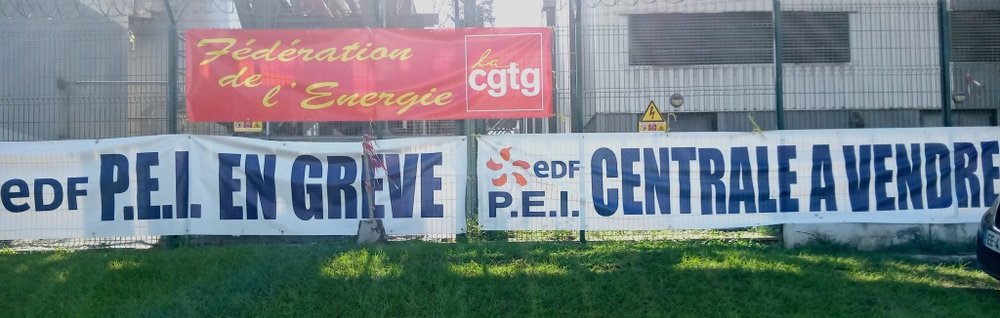 Fédération
de
l'Energie
la
cgtg
eDF P.E.I. EN GREVE
eDF
P.E.I.
CENTRALE A VENDRE